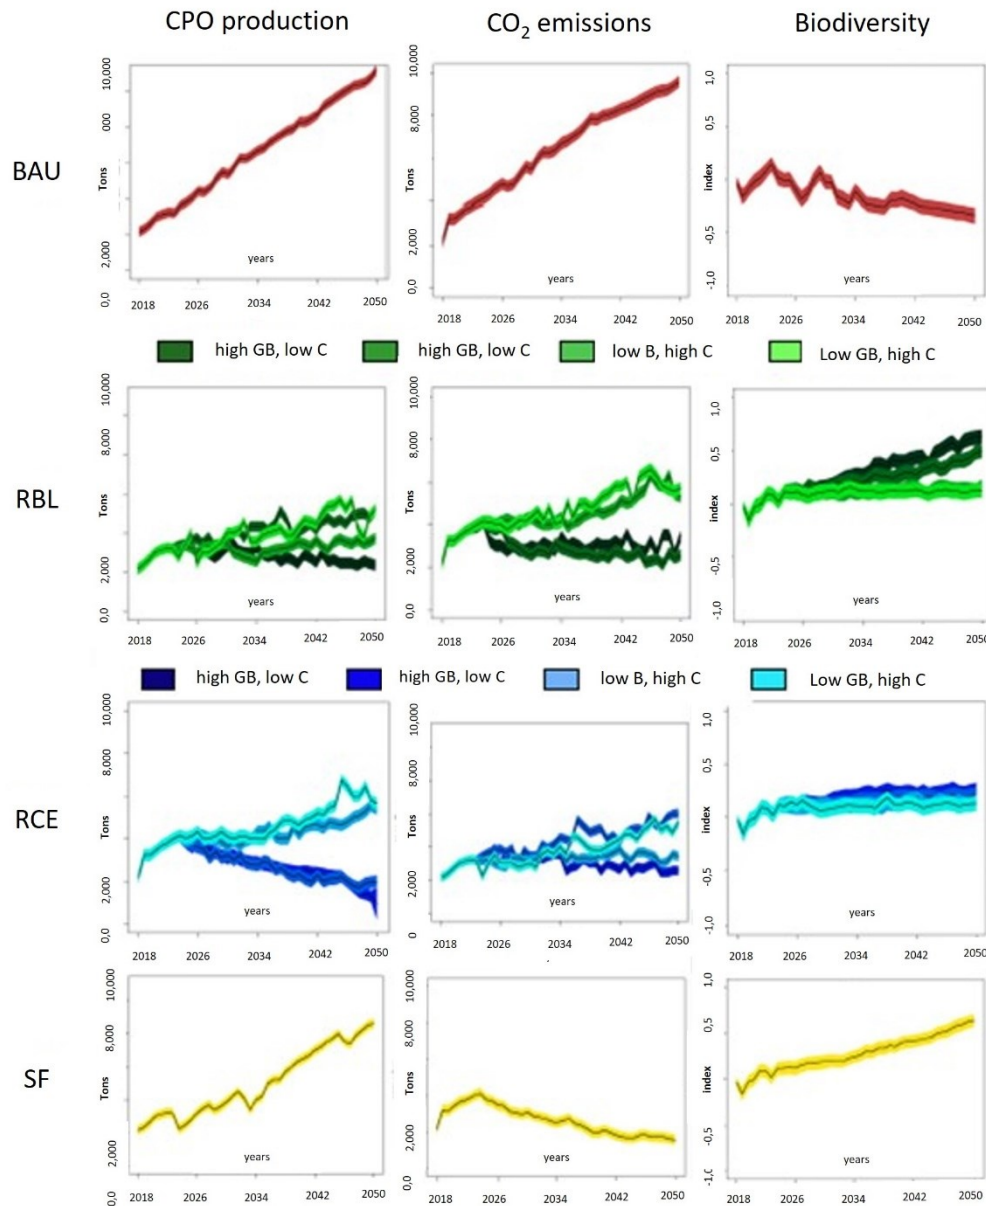 CPO production CO2 emissions Biodiversity
BAU
10,000
000
Tons
2,000
0,0
years
2018 2026 2034 2042 2050
10,000
8,000
Tons
2,000
0,0
years
2018 2026 2034 2042 2050
1,0
0,5
index
-0,5
-1,0
years
2018 2026 2034 2042 2050
high GB, low C high GB, low C low B, high C Low GB, high C
RBL
10,000
8,000
Tons
2,000
0,0
years
2018 2026 2034 2042 2050
10,000
8,000
Tons
2,000
0,0
years
2018 2026 2034 2042 2050
1,0
0,5
index
-0,5
-1,0
years
2018 2026 2034 2042 2050
high GB, low C high GB, low C low B, high C Low GB, high C
RCE
10,000
8,000
Tons
2,000
0,0
years
2018 2026 2034 2042 2050
10,000
8,000
Tons
2,000
0
years
2018 2026 2034 2042 2050
1,0
0,5
index
-0,5
-1,0
years
2018 2026 2034 2042 2050
SF
10,000
8,000
Tons
2,000
0,0
years
2018 2026 2034 2042 2050
10,000
8,000
Tons
2,000
0,0
years
2018 2026 2034 2042 2050
1,0
0,5
index
-0,5
-1,0
years
2018 2026 2034 2042 2050